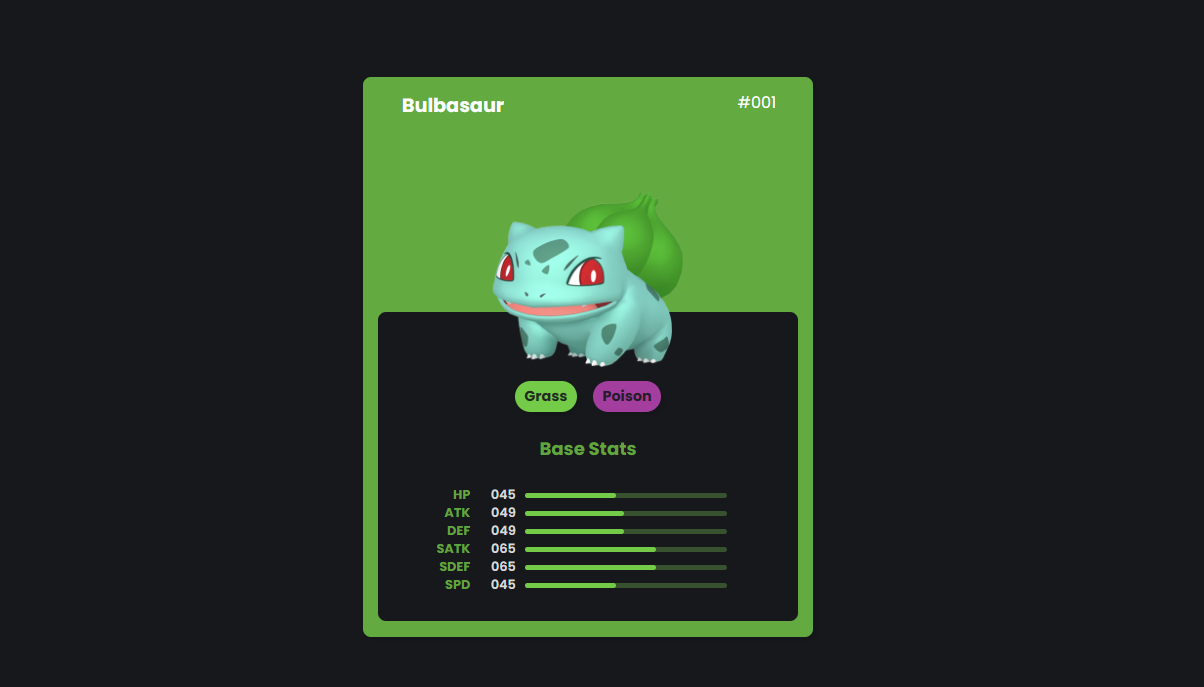 Bulbasaur #001
Grass Poison
Base Stats
HP 045
ATK 049
DEF 049
SATK 065
SDEF 065
SPD 045